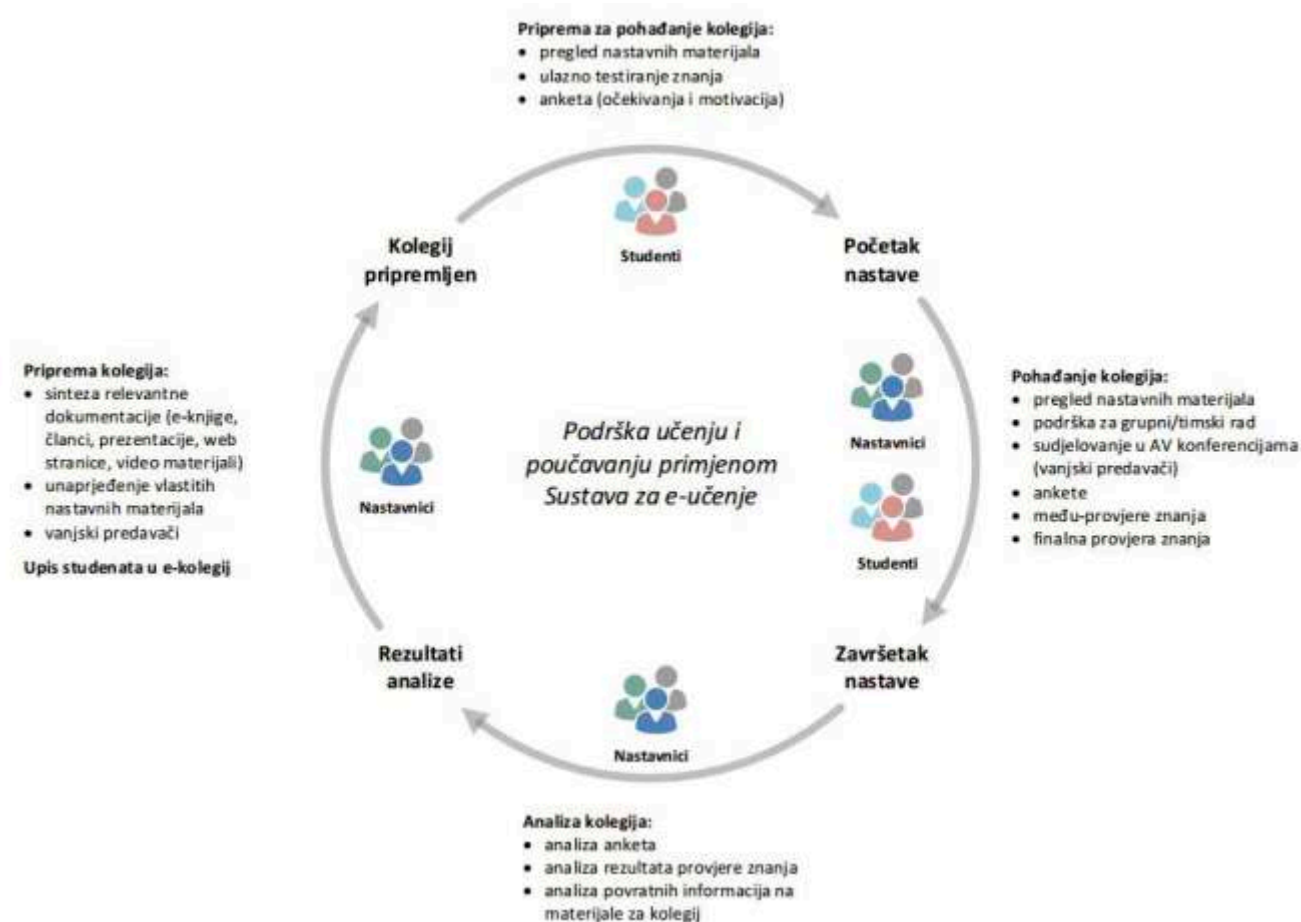 Priprema za pohađanje kolegija:
• pregled nastavnih materijala
• ulazno testiranje znanja
• anketa (očekivanja i motivacija)
Studenti
Kolegij
pripremljen
Početak
nastave
Priprema kolegija:
• sinteza relevantne
dokumentacije (e-knjige,
članci, prezentacije, web
stranice, video materijali)
• unaprjeđenje vlastitih
nastavnih materijala
• vanjski predavači
Upis studenata u e-kolegij
Nastavnici
Podrška učenju i
poučavanju primjenom
Sustava za e-učenje
Nastavnici
Studenti
Pohađanje kolegija:
• pregled nastavnih materijala
• podrška za grupni/timski rad
• sudjelovanje u AV konferencijama
(vanjski predavači)
• ankete
• među-provjere znanja
• finalna provjera znanja
Rezultati
analize
Završetak
nastave
Nastavnici
Analiza kolegija:
• analiza anketa
• analiza rezultata provjere znanja
• analiza povratnih informacija na
materijale za kolegij